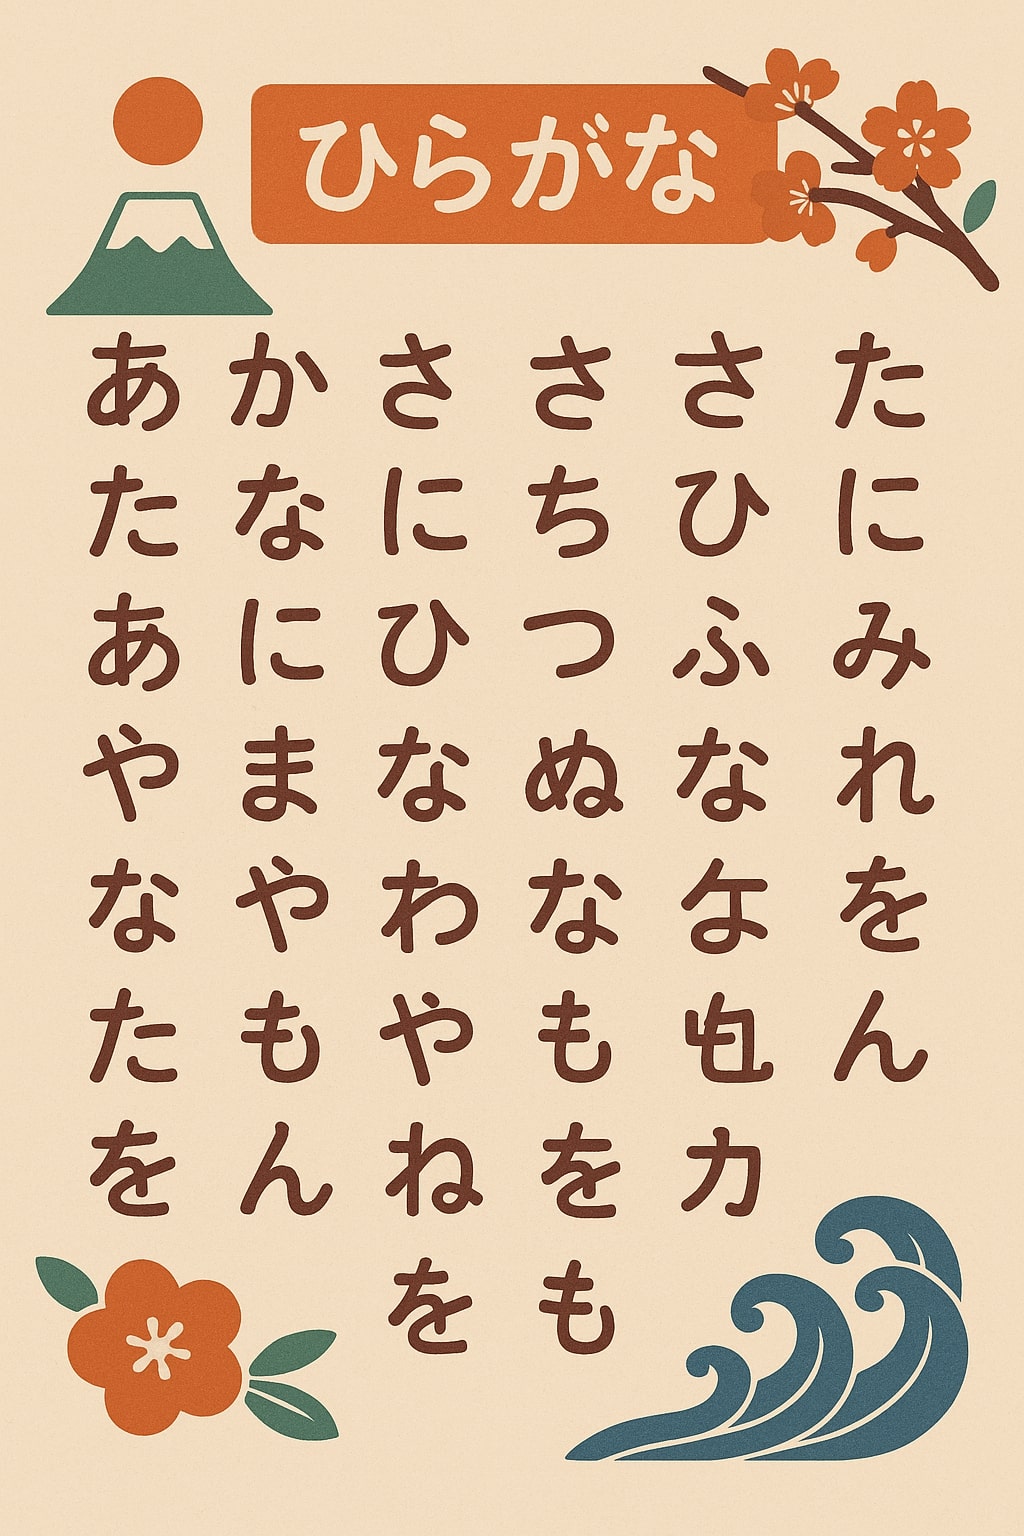 ひらがな
あ か さ さ さ た
た な に ち ひ に
あ に ひ つ ふ み
や ま な ぬ な れ
な や わ な を
た も や も ん
を ん ね を カ
を も